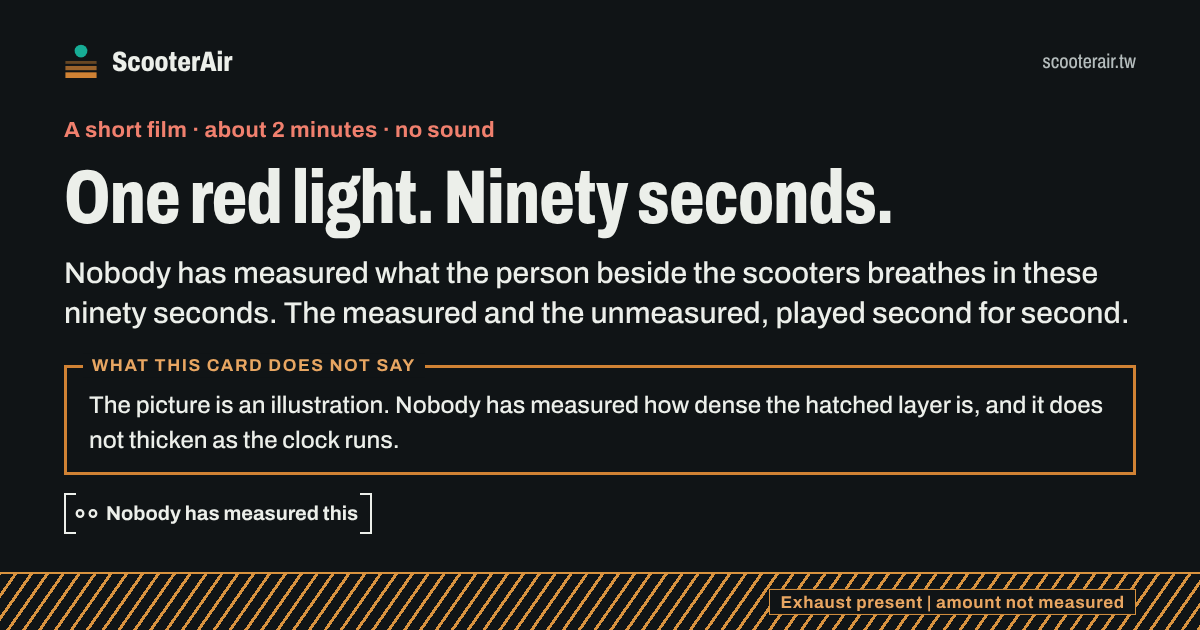 ScooterAir
scooterair.tw
A short film · about 2 minutes · no sound
One red light. Ninety seconds.
Nobody has measured what the person beside the scooters breathes in these
ninety seconds. The measured and the unmeasured, played second for second.
WHAT THIS CARD DOES NOT SAY
The picture is an illustration. Nobody has measured how dense the hatched layer is, and it does
not thicken as the clock runs.
Nobody has measured this
Exhaust present | amount not measured